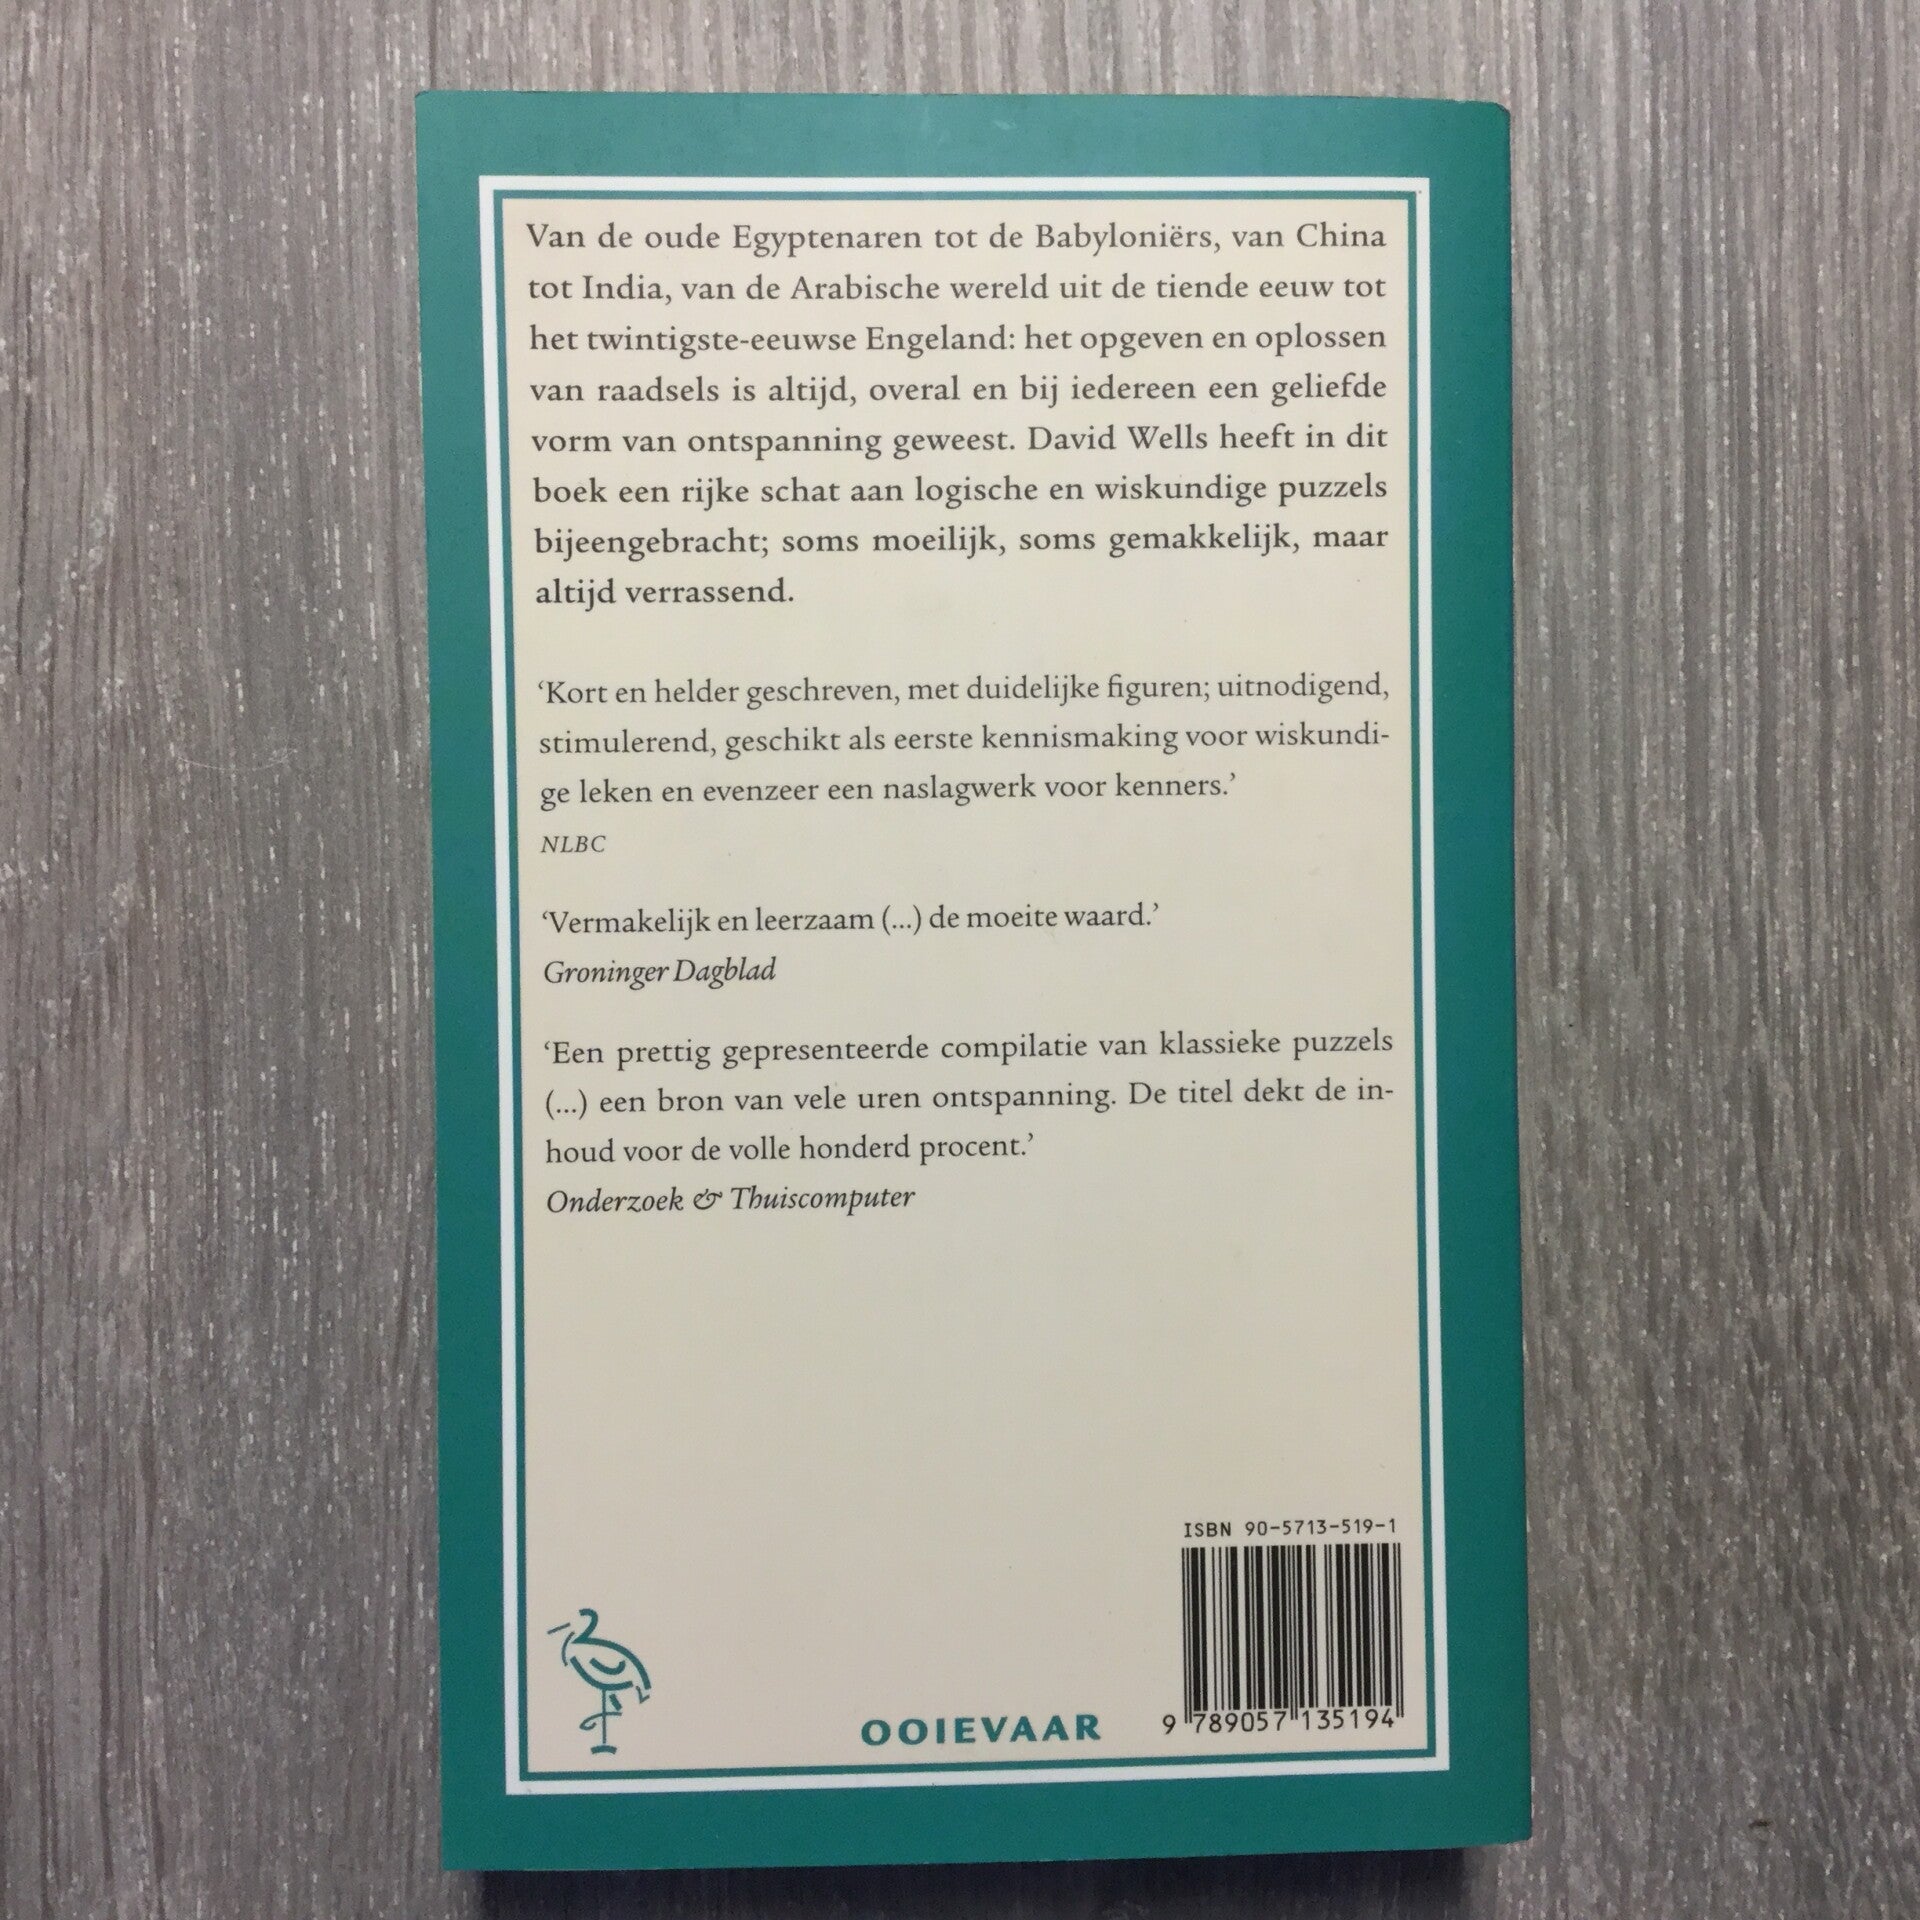 Van de oude Egyptenaren tot de Babyloniërs, van China
tot India, van de Arabische wereld uit de tiende eeuw tot
het twintigste-eeuwse Engeland: het opgeven en oplossen
van raadsels is altijd, overal en bij iedereen een geliefde
vorm van ontspanning geweest. David Wells heeft in dit
boek een rijke schat aan logische en wiskundige puzzels
bijeengebracht; soms moeilijk, soms gemakkelijk, maar
altijd verrassend.
‘Kort en helder geschreven, met duidelijke figuren; uitnodigend,
stimulerend, geschikt als eerste kennismaking voor wiskundi-
ge leken en evenzeer een naslagwerk voor kenners.’
NLBC
‘Vermakelijk en leerzaam (...) de moeite waard.’
Groninger Dagblad
‘Een prettig gepresenteerde compilatie van klassieke puzzels
(...) een bron van vele uren ontspanning. De titel dekt de in-
houd voor de volle honderd procent.’
Onderzoek & Thuiscomputer
ISBN 90-5713-519-1
OOIEVAAR
9 789057 135194